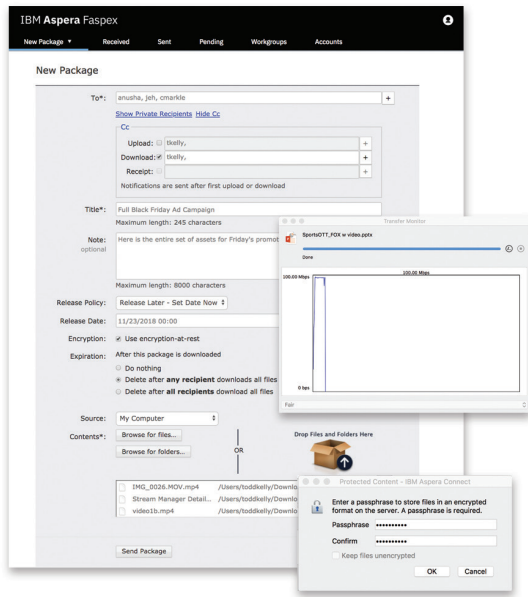 IBM Aspera Faspex
New Package ▼ Received Sent Pending Workgroups Accounts
New Package
To*: anusha, jeh, cmarkle +
Show Private Recipients Hide Cc
Cc
Upload: tkelly, +
Download: tkelly, +
Receipt: +
Notifications are sent after first upload or download
Title*: Full Black Friday Ad Campaign
Maximum length: 245 characters
Note: Here is the entire set of assets for Friday's promot
optional
Maximum length: 8000 characters
Release Policy: Release Later - Set Date Now
Release Date: 11/23/2018 00:00
Encryption: Use encryption-at-rest
Expiration: After this package is downloaded
Do nothing
Delete after any recipient downloads all files
Delete after all recipients download all files
Source: My Computer
Contents*: Browse for files...
Browse for folders...
OR
Drop Files and Folders Here
IMG_0026.MOV.mp4 /Users/toddkelly/Downlo
Stream Manager Detail... /Users/toddkelly/Downlo
video1b.mp4 /Users/toddkelly/Downlo
Send Package
Transfer Monitor
SportsOTT_FOX w video.pptx
Done
100.00 Mbps
100.00 Mbps
0 bps
Fair
Protected Content - IBM Aspera Connect
Enter a passphrase to store files in an encrypted
format on the server. A passphrase is required.
Passphrase ••••••••••
Confirm ••••••••••
Keep files unencrypted
OK Cancel